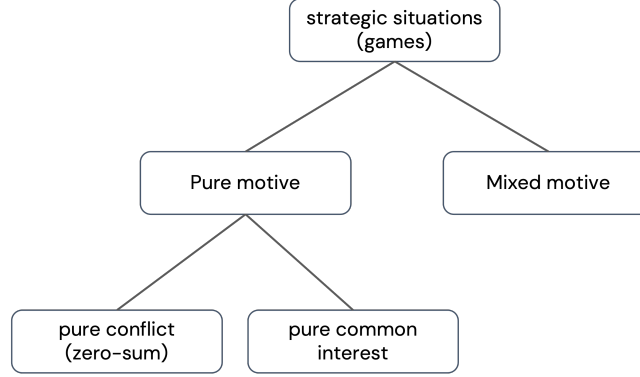 strategic situations
(games)
Pure motive
Mixed motive
pure conflict
(zero-sum)
pure common
interest